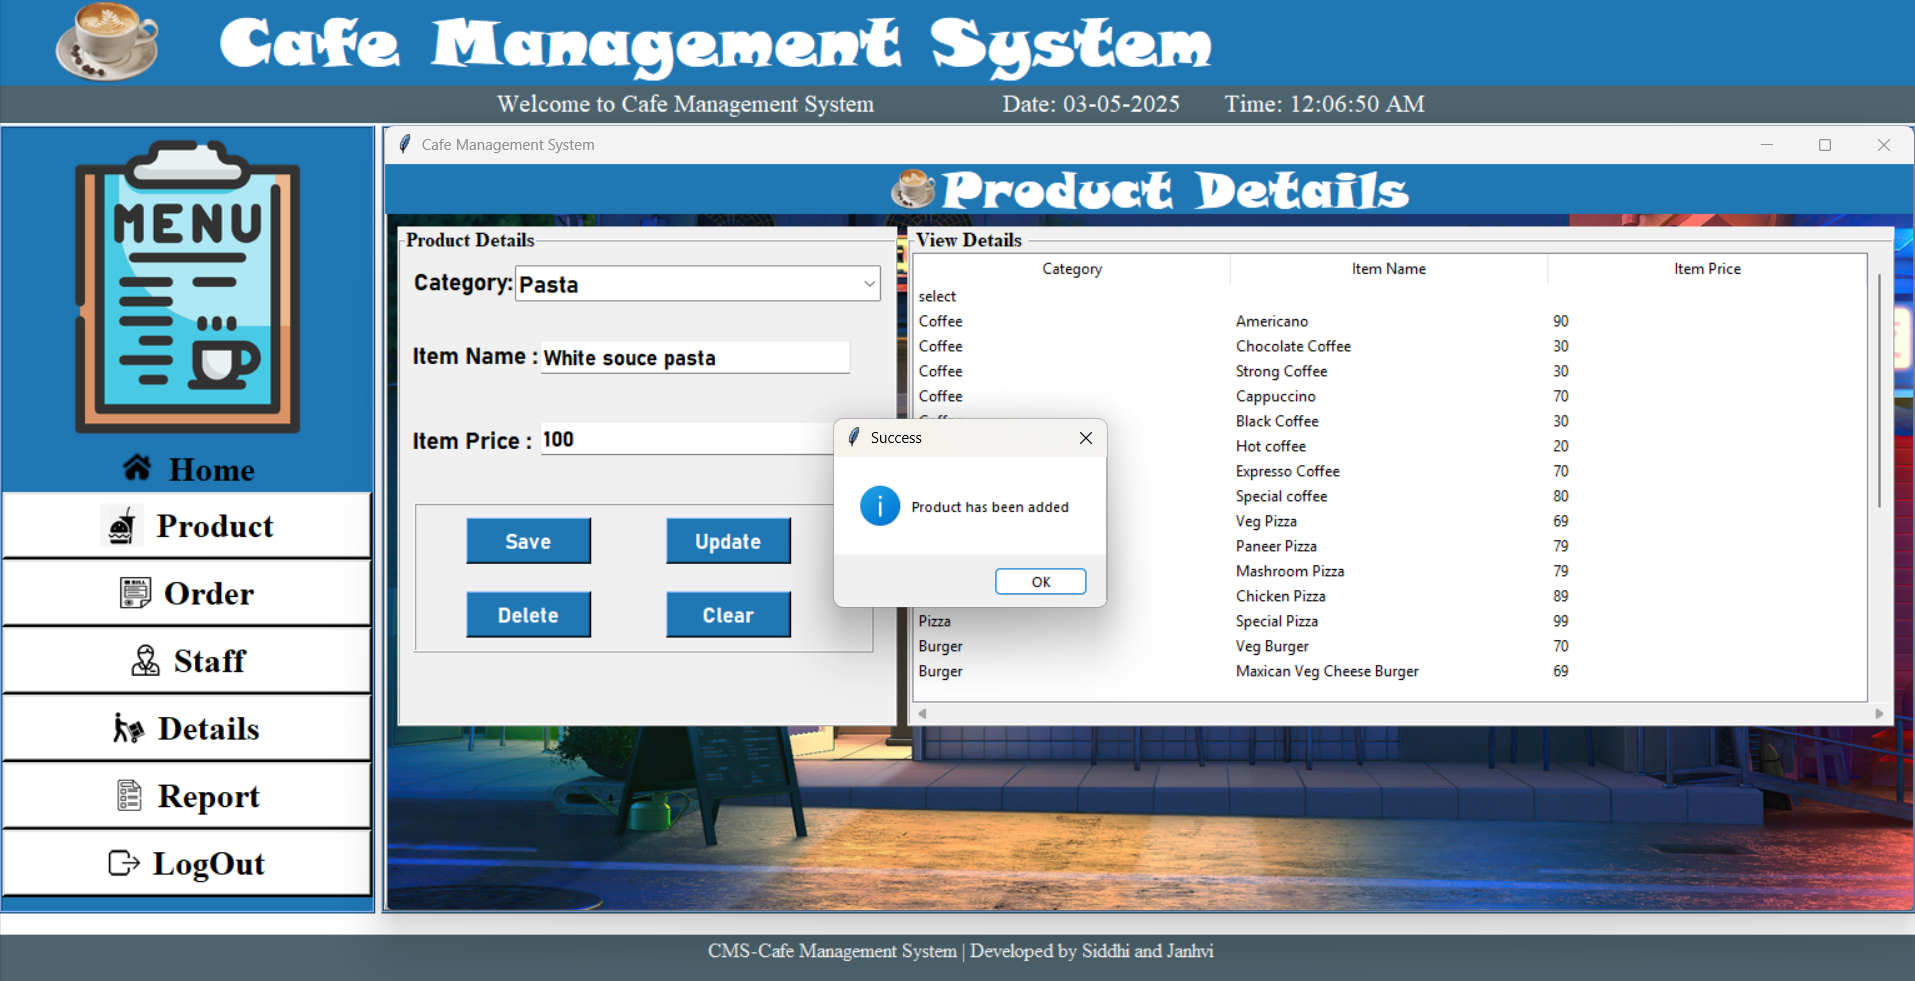 Cafe Management System
Welcome to Cafe Management System Date: 03-05-2025 Time: 12:06:50 AM
MENU
Home
Product
Order
Staff
Details
Report
LogOut
Cafe Management System
Product Details
Product Details
Category: Pasta
Item Name : White souce pasta
Item Price : 100
Save Update
Delete Clear
View Details
Category Item Name Item Price
select
Coffee Americano 90
Coffee Chocolate Coffee 30
Coffee Strong Coffee 30
Coffee Cappuccino 70
Black Coffee 30
Hot coffee 20
Expresso Coffee 70
Special coffee 80
Veg Pizza 69
Paneer Pizza 79
Mashroom Pizza 79
Chicken Pizza 89
Pizza Special Pizza 99
Burger Veg Burger 70
Burger Maxican Veg Cheese Burger 69
Success
Product has been added
OK
CMS-Cafe Management System | Developed by Siddhi and Janhvi